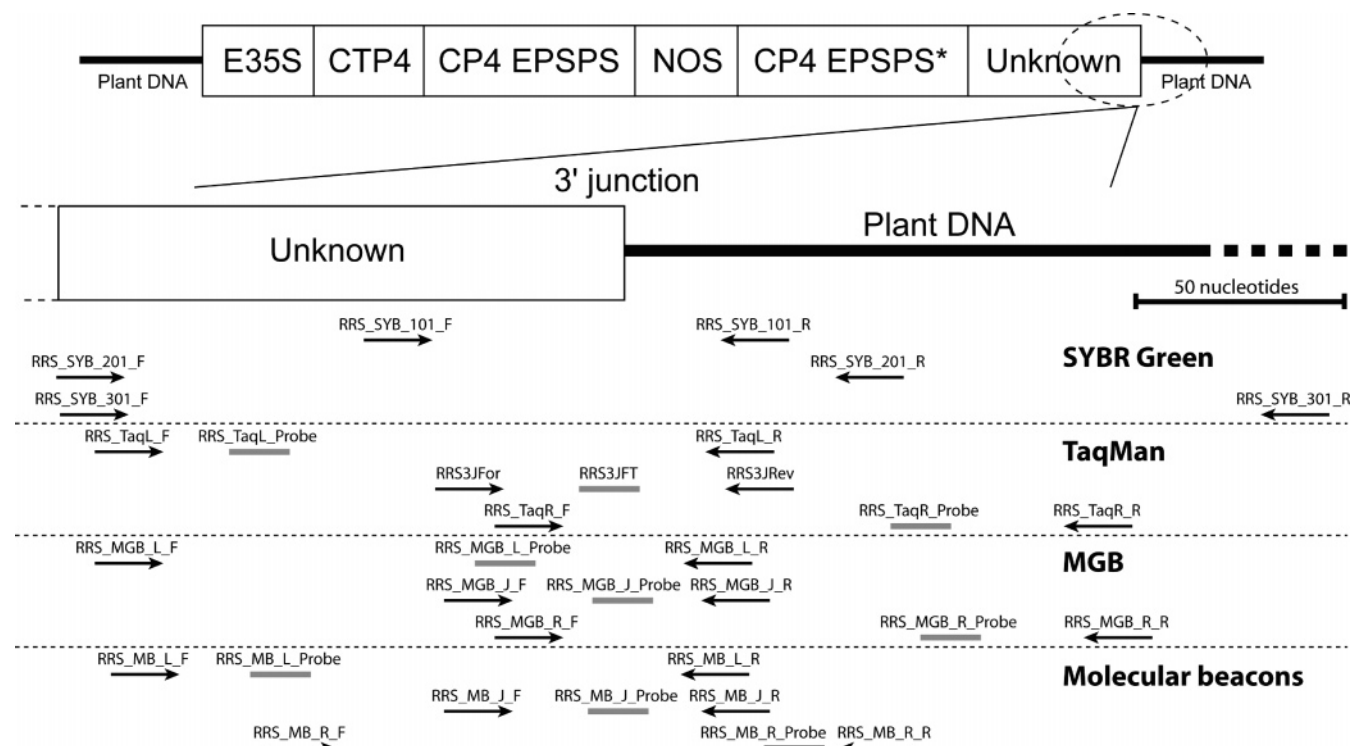 E35S CTP4 CP4 EPSPS NOS CP4 EPSPS* Unknown
Plant DNA Plant DNA
3' junction
Unknown Plant DNA
50 nucleotides
RRS_SYB_101_F RRS_SYB_101_R
SYBR Green
RRS_SYB_201_F RRS_SYB_201_R
RRS_SYB_301_F RRS_SYB_301_R
RRS_TaqL_F RRS_TaqL_Probe RRS_TaqL_R
TaqMan
RRS3JFor RRS3JFT RRS3JRev
RRS_TaqR_F RRS_TaqR_Probe RRS_TaqR_R
RRS_MGB_L_F RRS_MGB_L_Probe RRS_MGB_L_R
MGB
RRS_MGB_J_F RRS_MGB_J_Probe RRS_MGB_J_R
RRS_MGB_R_F RRS_MGB_R_Probe RRS_MGB_R_R
RRS_MB_L_F RRS_MB_L_Probe RRS_MB_L_R
Molecular beacons
RRS_MB_J_F RRS_MB_J_Probe RRS_MB_J_R
RRS_MB_R_F RRS_MB_R_Probe RRS_MB_R_R